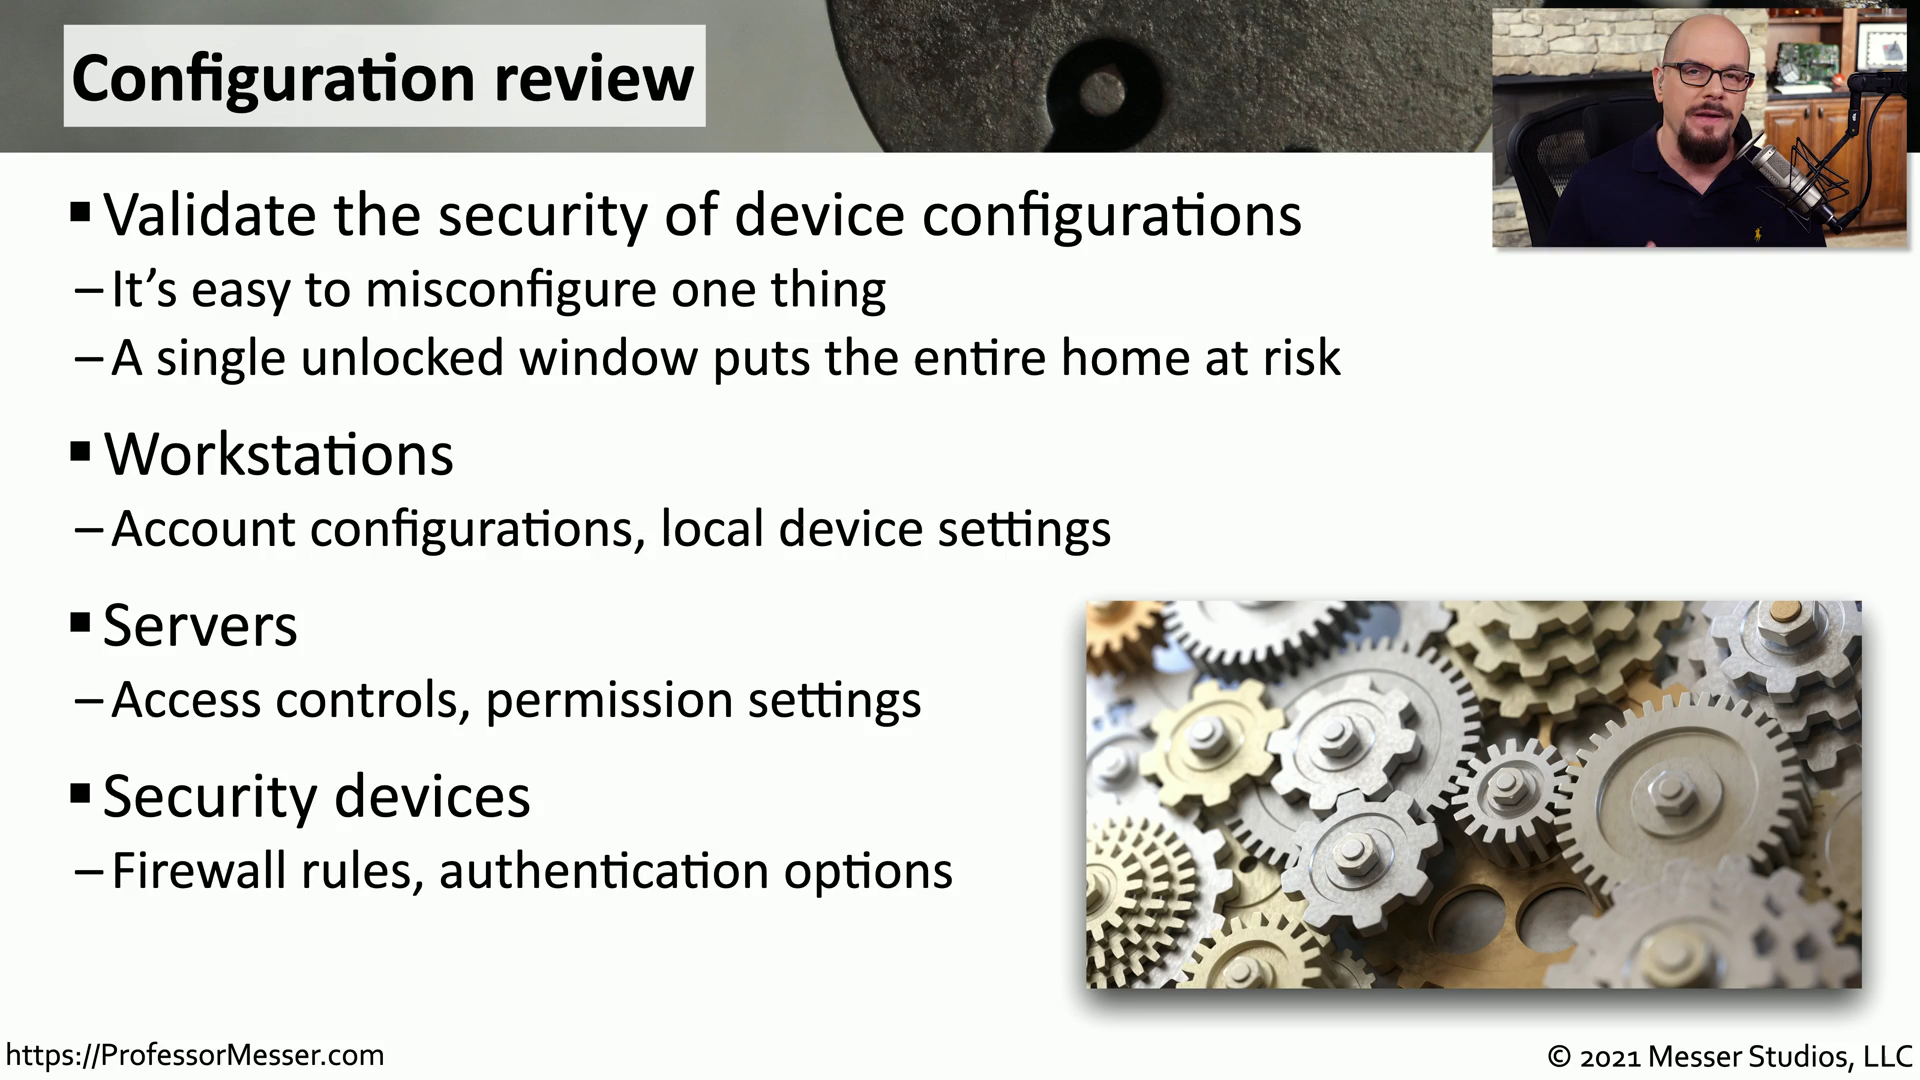 Configuration review
▪ Validate the security of device configurations
– It’s easy to misconfigure one thing
– A single unlocked window puts the entire home at risk
▪ Workstations
– Account configurations, local device settings
▪ Servers
– Access controls, permission settings
▪ Security devices
– Firewall rules, authentication options
https://ProfessorMesser.com
© 2021 Messer Studios, LLC